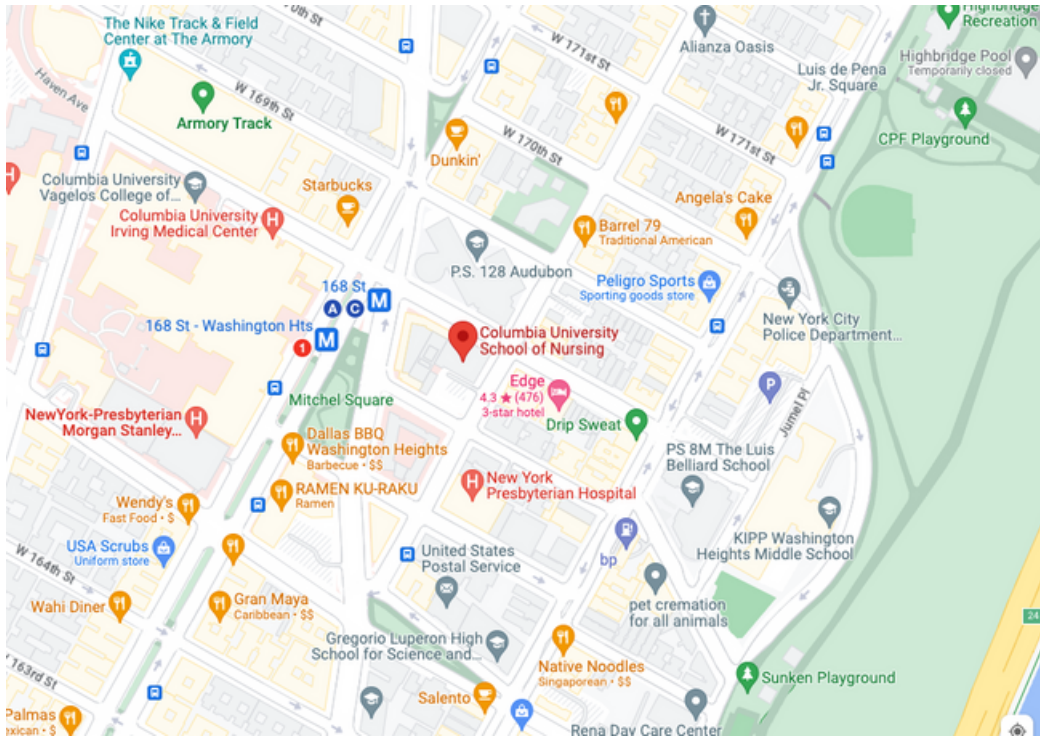 The Nike Track & Field
Center at The Armory
Haven Ave
W 169th St
Armory Track
W 171st St
Alianza Oasis
Highbridge
Recreation
Highbridge Pool
Temporarily closed
Luis de Pena
Jr. Square
CPF Playground
Dunkin'
W 170th St
W 171st St
Columbia University
Vagelos College of...
Starbucks
Columbia University
Irving Medical Center
Angela's Cake
Barrel 79
Traditional American
P.S. 128 Audubon
Peligro Sports
Sporting goods store
168 St
A C
M
168 St - Washington Hts
1
M
New York City
Police Department...
Columbia University
School of Nursing
Edge
4.3 ★ (476)
3-star hotel
Mitchel Square
P
Jumel Pl
NewYork-Presbyterian
Morgan Stanley...
H
Drip Sweat
Dallas BBQ
Washington Heights
Barbecue • $$
PS 8M The Luis
Belliard School
New York
Presbyterian Hospital
H
RAMEN KU-RAKU
Ramen
Wendy's
Fast Food • $
USA Scrubs
Uniform store
KIPP Washington
Heights Middle School
bp
United States
Postal Service
W 164th St
pet cremation
for all animals
Wahi Diner
Gran Maya
Caribbean • $$
Gregorio Luperon High
School for Science and...
Native Noodles
Singaporean • $$
Sunken Playground
W 163rd St
Salento
Palmas
Rena Day Care Center
24